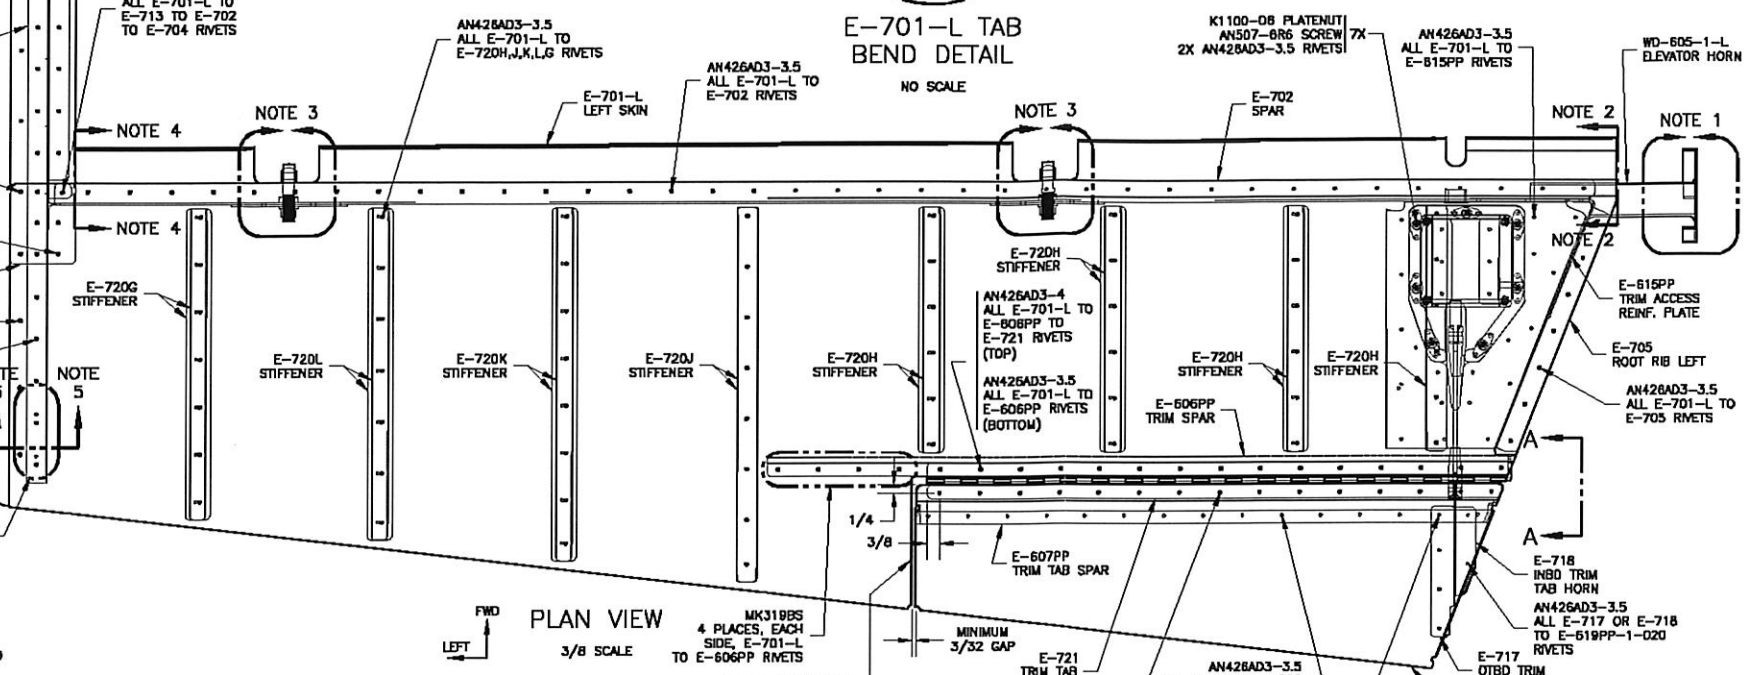 ALL E-701-L TO
E-713 TO E-702
TO E-704 RIVETS
AN426AD3-3.5
ALL E-701-L TO
E-720H,J,K,L,G RIVETS
E-701-L TAB
BEND DETAIL
NO SCALE
K1100-06 PLATENUT
AN507-6R6 SCREW
2X AN426AD3-3.5 RIVETS
7X
AN426AD3-3.5
ALL E-701-L TO
E-615PP RIVETS
WD-605-1-L
ELEVATOR HORN
AN426AD3-3.5
ALL E-701-L TO
E-702 RIVETS
E-701-L
LEFT SKIN
E-702
SPAR
NOTE 4
NOTE 3
NOTE 3
NOTE 2
NOTE 1
NOTE 4
NOTE 2
E-720G
STIFFENER
E-720H
STIFFENER
E-615PP
TRIM ACCESS
REINF. PLATE
AN426AD3-4
ALL E-701-L TO
E-606PP TO
E-721 RIVETS
(TOP)
E-720L
STIFFENER
E-720K
STIFFENER
E-720J
STIFFENER
E-720H
STIFFENER
E-720H
STIFFENER
E-720H
STIFFENER
E-705
ROOT RIB LEFT
NOTE
5
AN426AD3-3.5
ALL E-701-L TO
E-606PP RIVETS
(BOTTOM)
E-606PP
TRIM SPAR
AN426AD3-3.5
ALL E-701-L TO
E-705 RIVETS
A
1/4
3/8
A
E-607PP
TRIM TAB SPAR
E-718
INBD TRIM
TAB HORN
AN426AD3-3.5
ALL E-717 OR E-718
TO E-619PP-1-020
RIVETS
FWD
LEFT
PLAN VIEW
3/8 SCALE
MK319BS
4 PLACES, EACH
SIDE, E-701-L
TO E-606PP RIVETS
MINIMUM
3/32 GAP
E-721
TRIM TAB
AN426AD3-3.5
E-717
OTBD TRIM